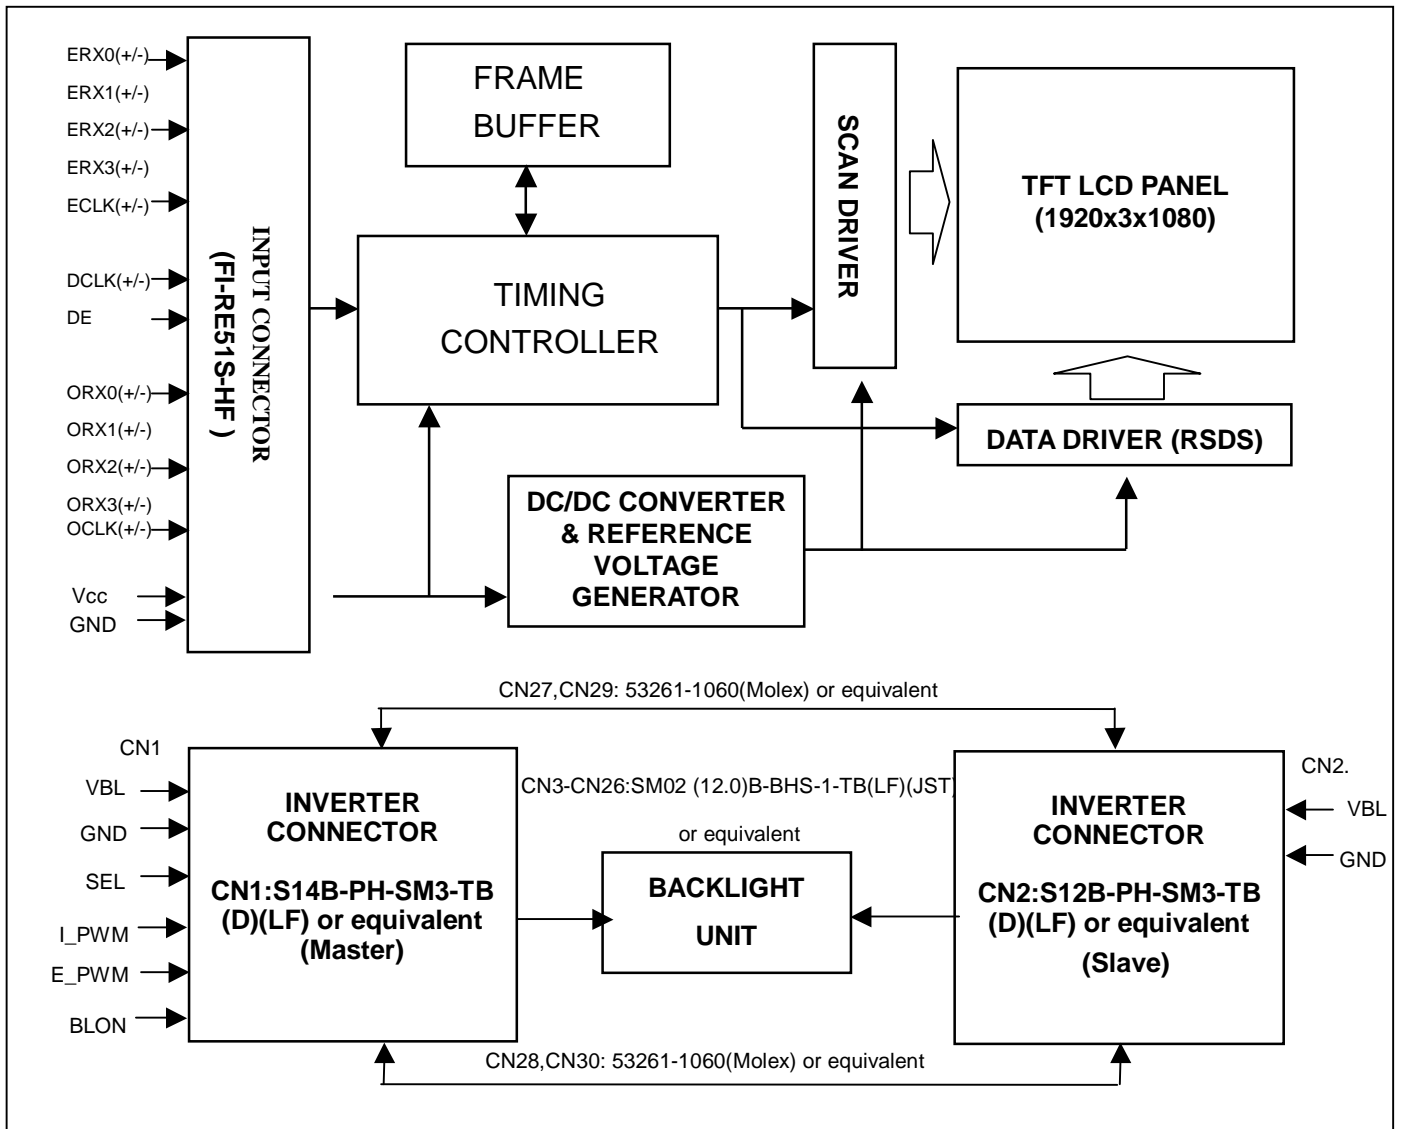 ERX0(+/-)
ERX1(+/-)
ERX2(+/-)
ERX3(+/-)
ECLK(+/-)
DCLK(+/-)
DE
ORX0(+/-)
ORX1(+/-)
ORX2(+/-)
ORX3(+/-)
OCLK(+/-)
Vcc
GND
INPUT CONNECTOR
(FI-RE51S-HF )
FRAME
BUFFER
TIMING
CONTROLLER
SCAN DRIVER
TFT LCD PANEL
(1920x3x1080)
DATA DRIVER (RSDS)
DC/DC CONVERTER
& REFERENCE
VOLTAGE
GENERATOR
CN27,CN29: 53261-1060(Molex) or equivalent
CN1
VBL
GND
SEL
I_PWM
E_PWM
BLON
INVERTER
CONNECTOR
CN1:S14B-PH-SM3-TB
(D)(LF) or equivalent
(Master)
CN3-CN26:SM02 (12.0)B-BHS-1-TB(LF)(JST)
or equivalent
BACKLIGHT
UNIT
INVERTER
CONNECTOR
CN2:S12B-PH-SM3-TB
(D)(LF) or equivalent
(Slave)
CN2.
VBL
GND
CN28,CN30: 53261-1060(Molex) or equivalent